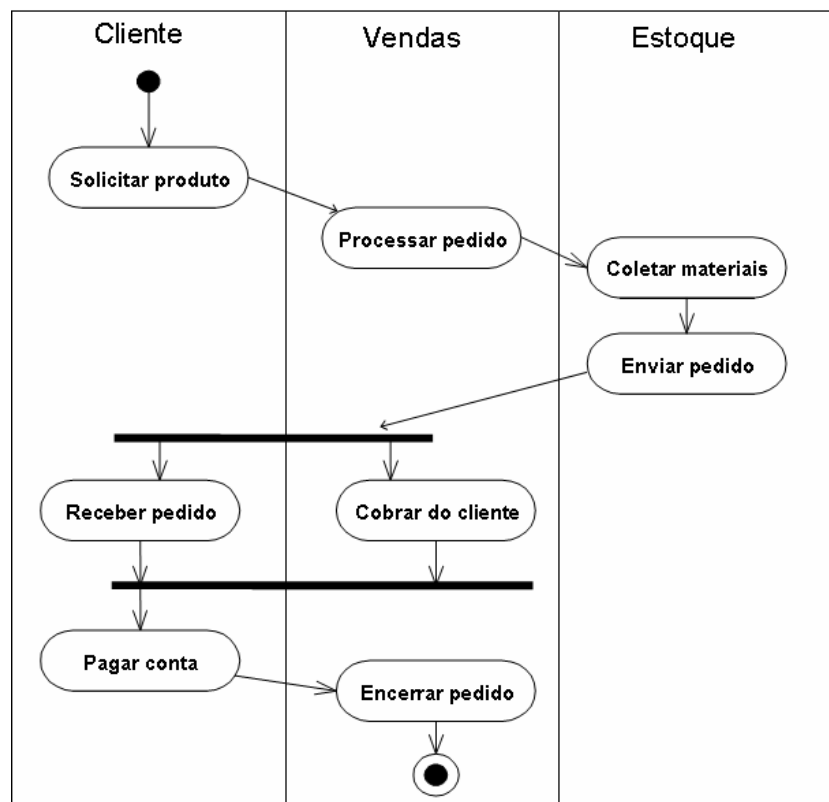 Cliente
Vendas
Estoque
Solicitar produto
Processar pedido
Coletar materiais
Enviar pedido
Receber pedido
Cobrar do cliente
Pagar conta
Encerrar pedido